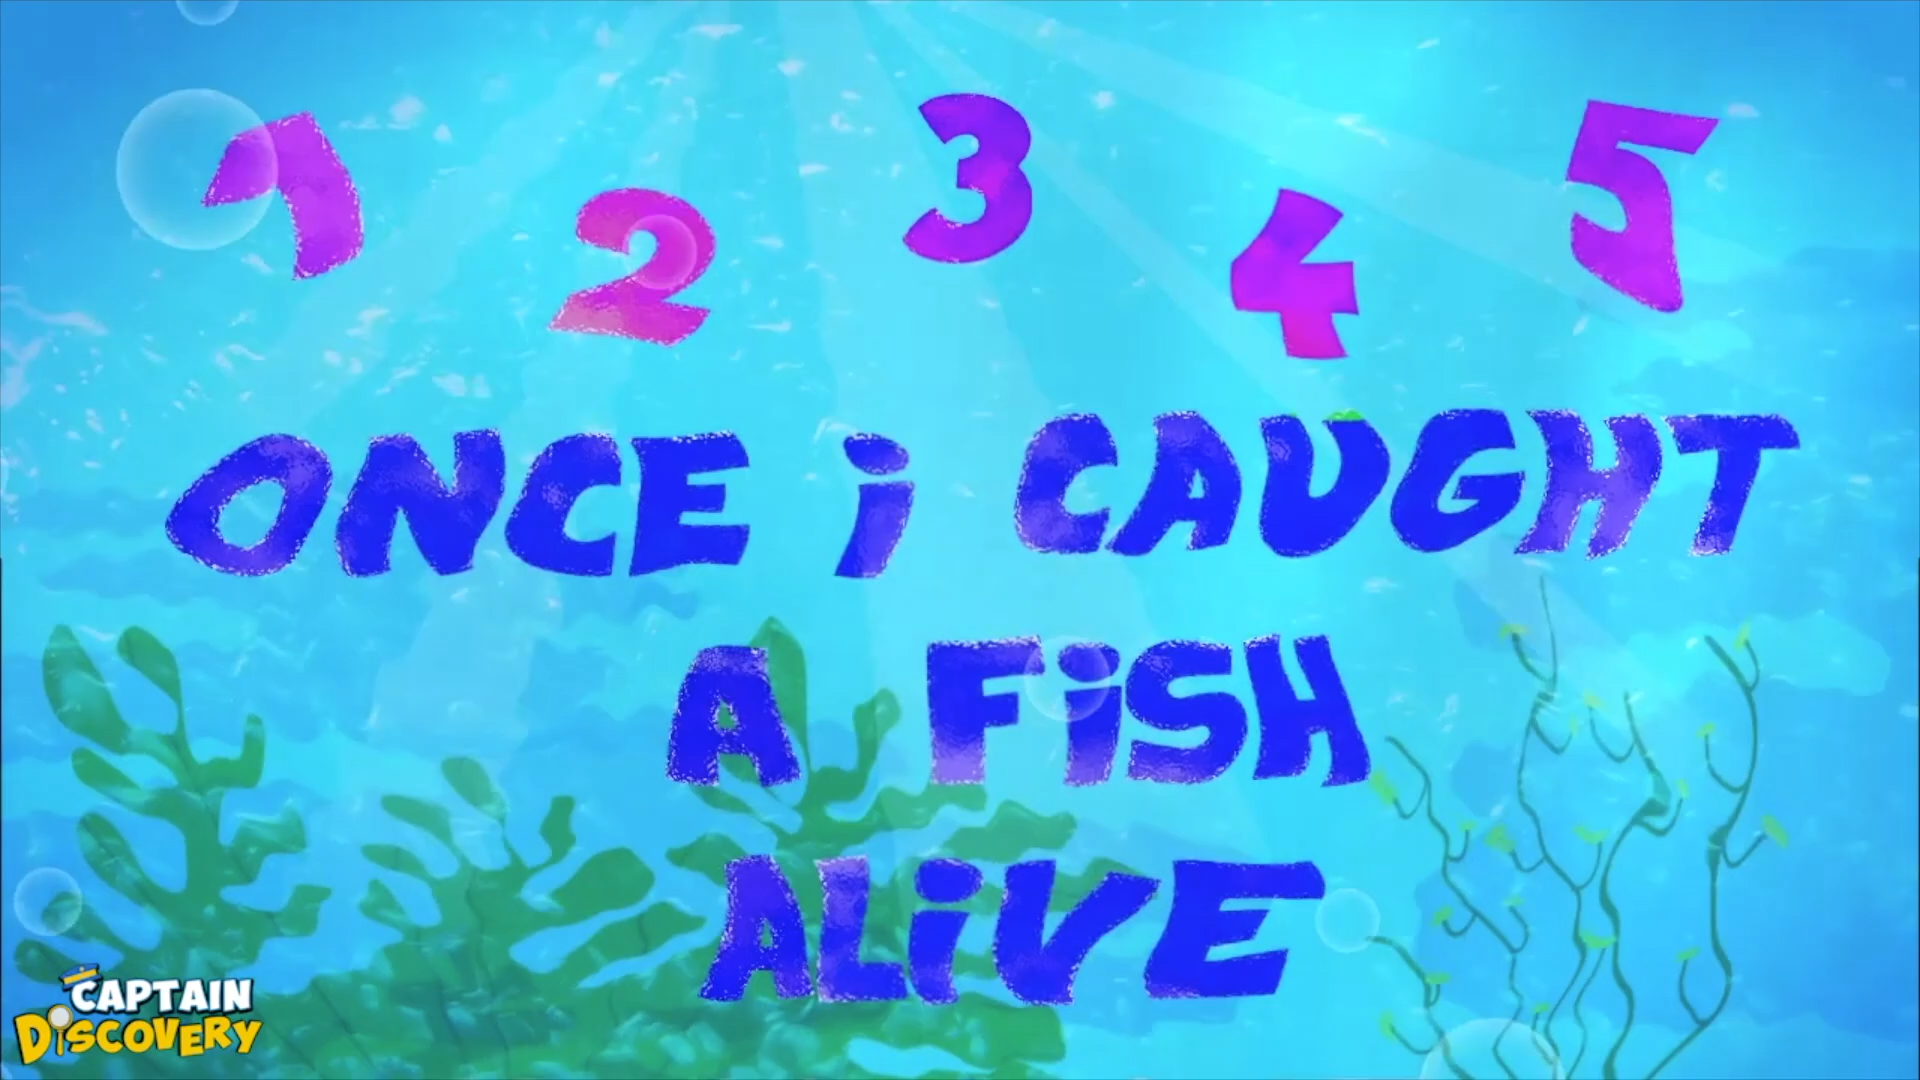 1 2 3 4 5
ONCE i CAUGHT
A FiSH
ALiVE
CAPTAIN
DiSCOVERY